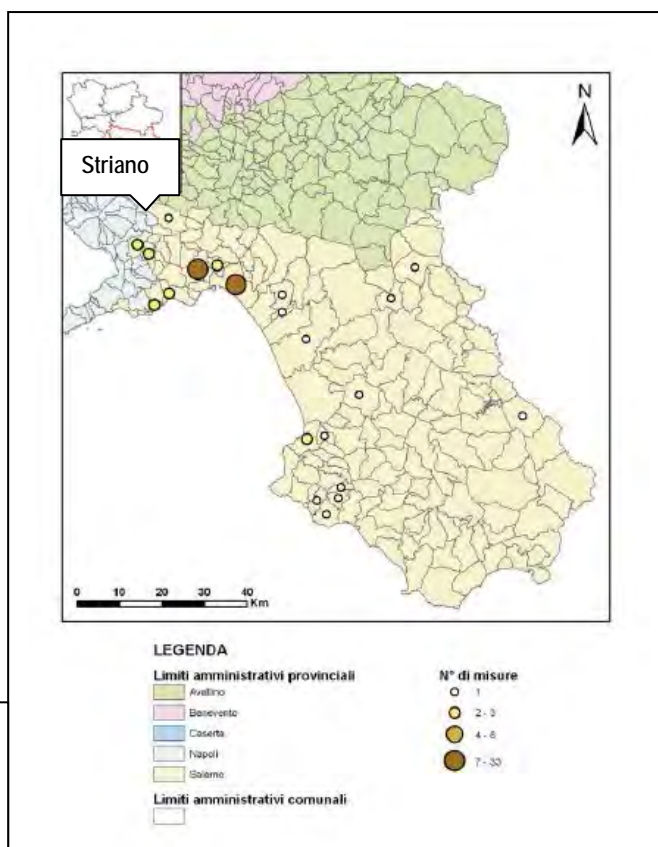 N
Striano
0 10 20 30 40
Km
LEGENDA
Limiti amministrativi provinciali
Avellino
Benevento
Caserta
Napoli
Salerno
Limiti amministrativi comunali
N° di misure
1
2 - 3
4 - 6
7 - 33